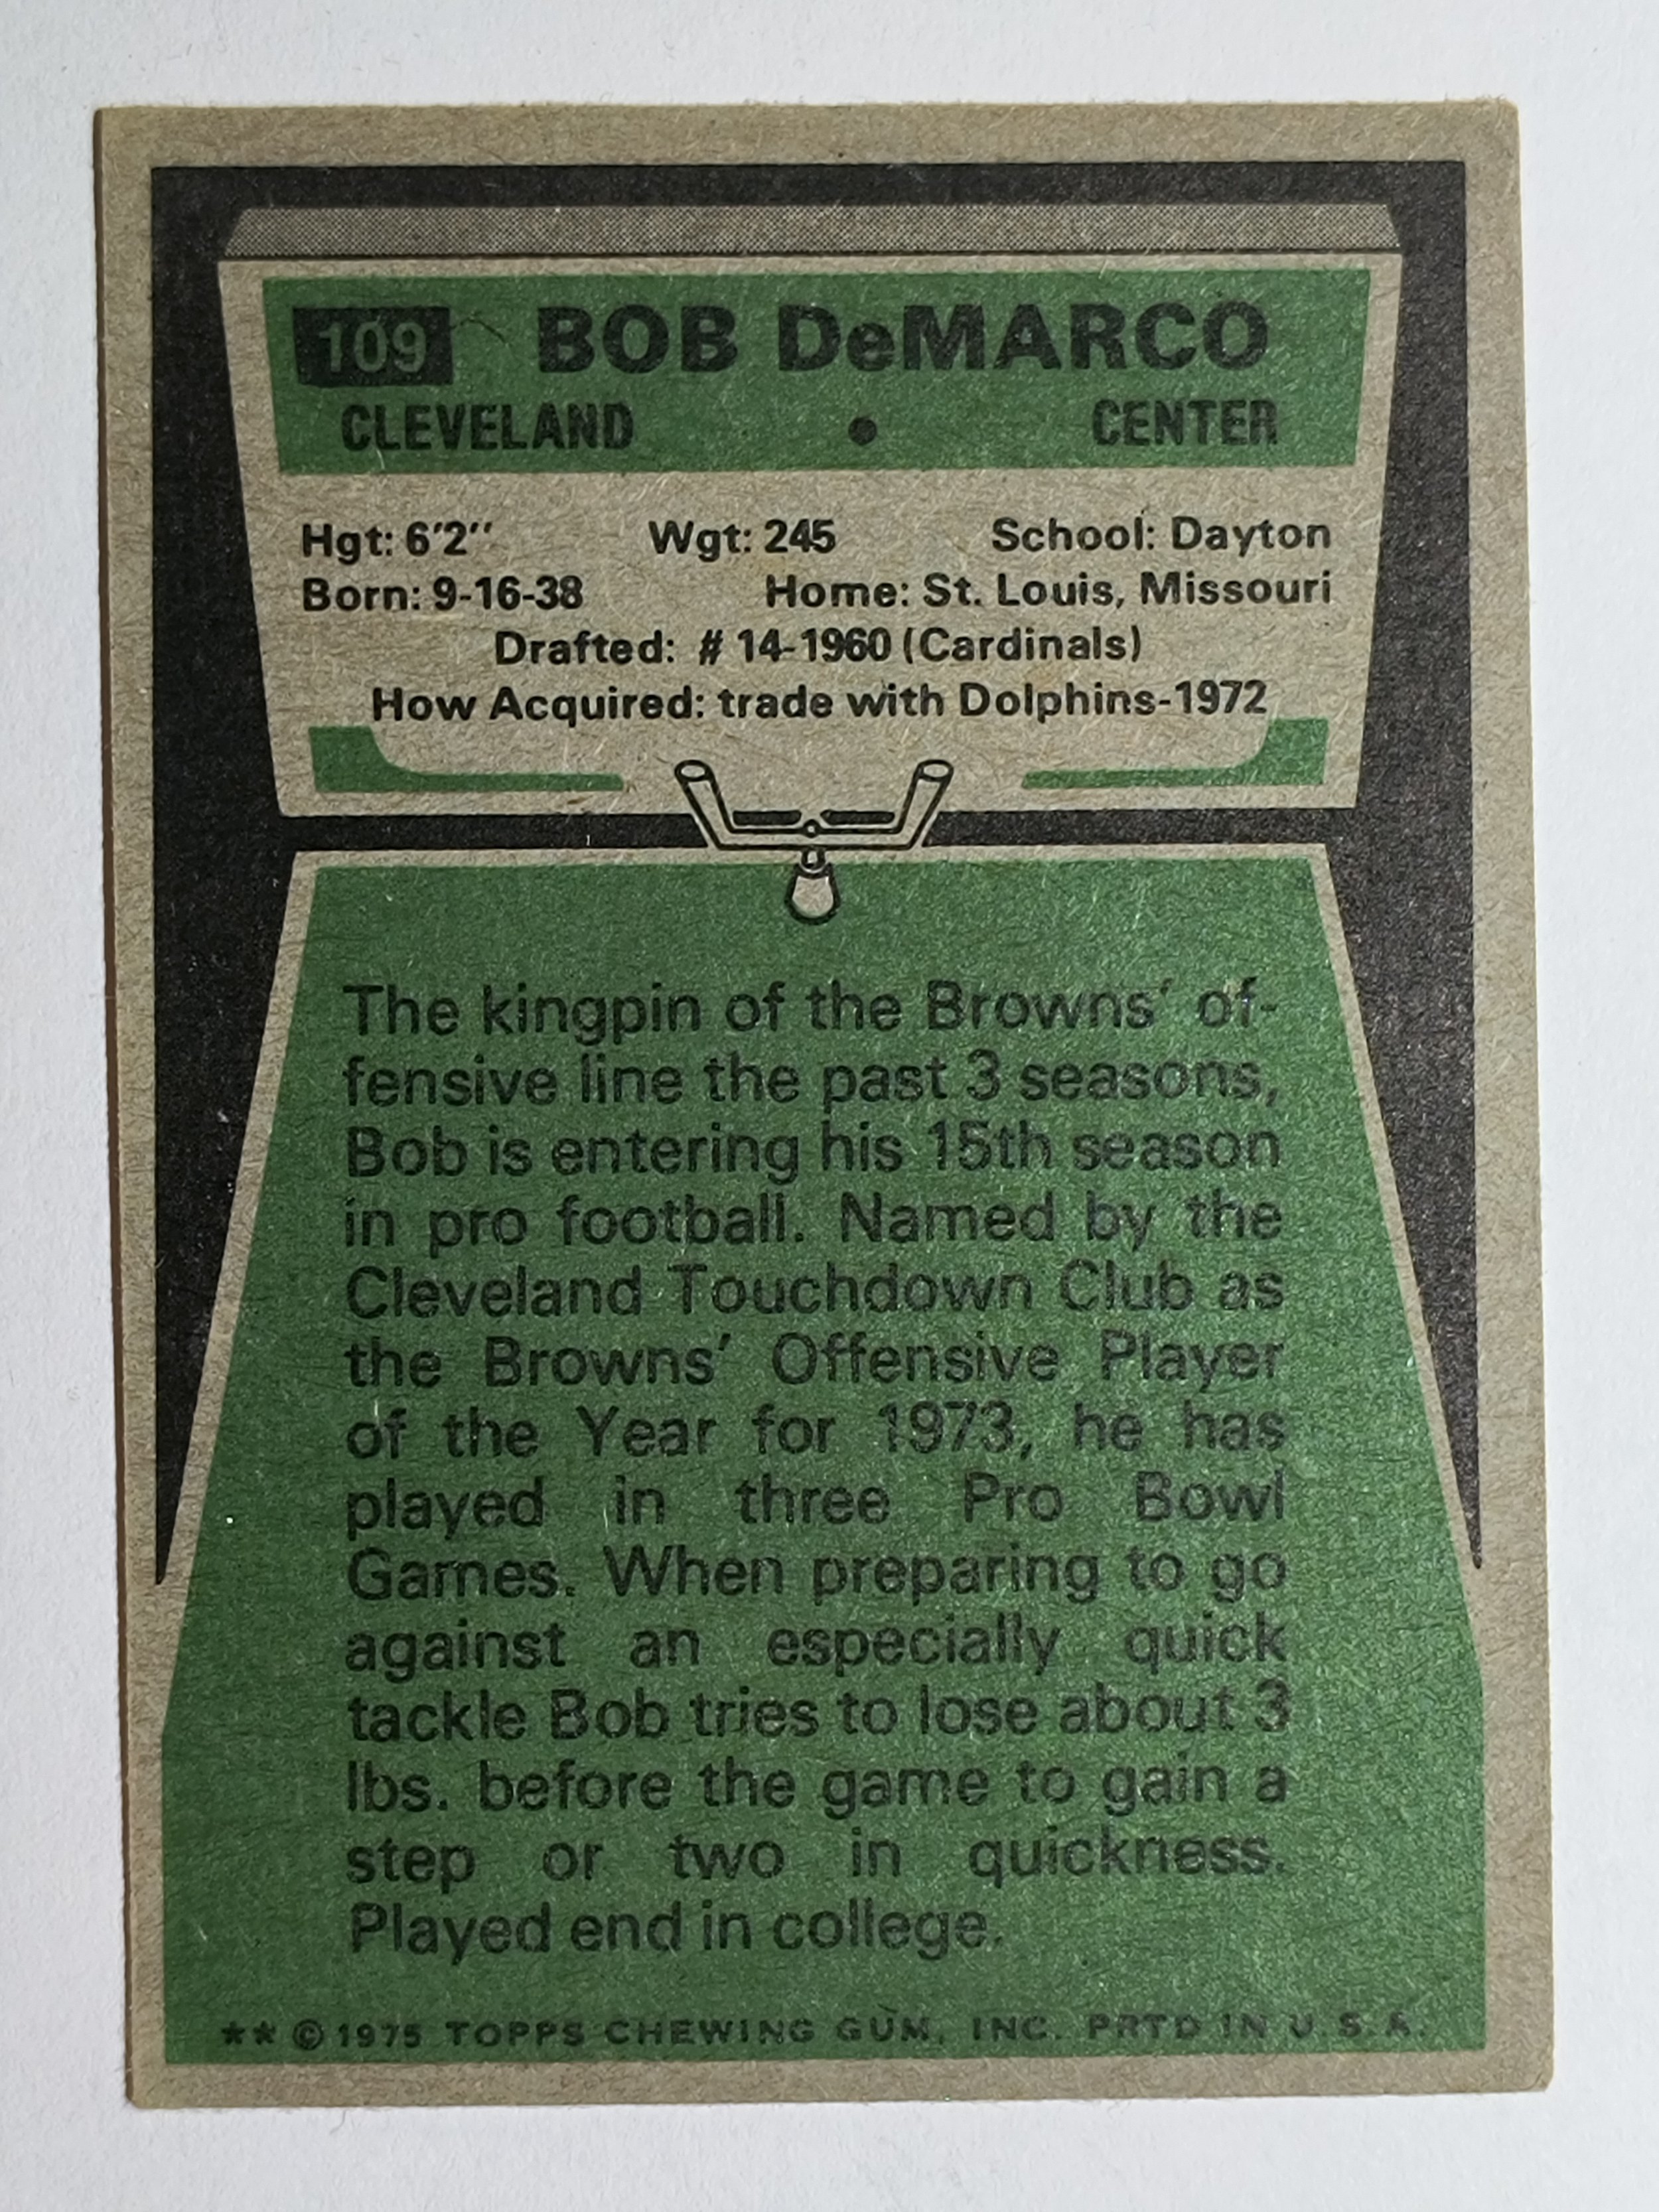 109 BOB DeMARCO
CLEVELAND • CENTER
Hgt: 6'2" Wgt: 245 School: Dayton
Born: 9-16-38 Home: St. Louis, Missouri
Drafted: # 14-1960 (Cardinals)
How Acquired: trade with Dolphins-1972
The kingpin of the Browns' of-
fensive line the past 3 seasons,
Bob is entering his 15th season
in pro football. Named by the
Cleveland Touchdown Club as
the Browns' Offensive Player
of the Year for 1973, he has
played in three Pro Bowl
Games. When preparing to go
against an especially quick
tackle Bob tries to lose about 3
lbs. before the game to gain a
step or two in quickness.
Played end in college.
** © 1975 TOPPS CHEWING GUM, INC. PRTD IN U.S.A.